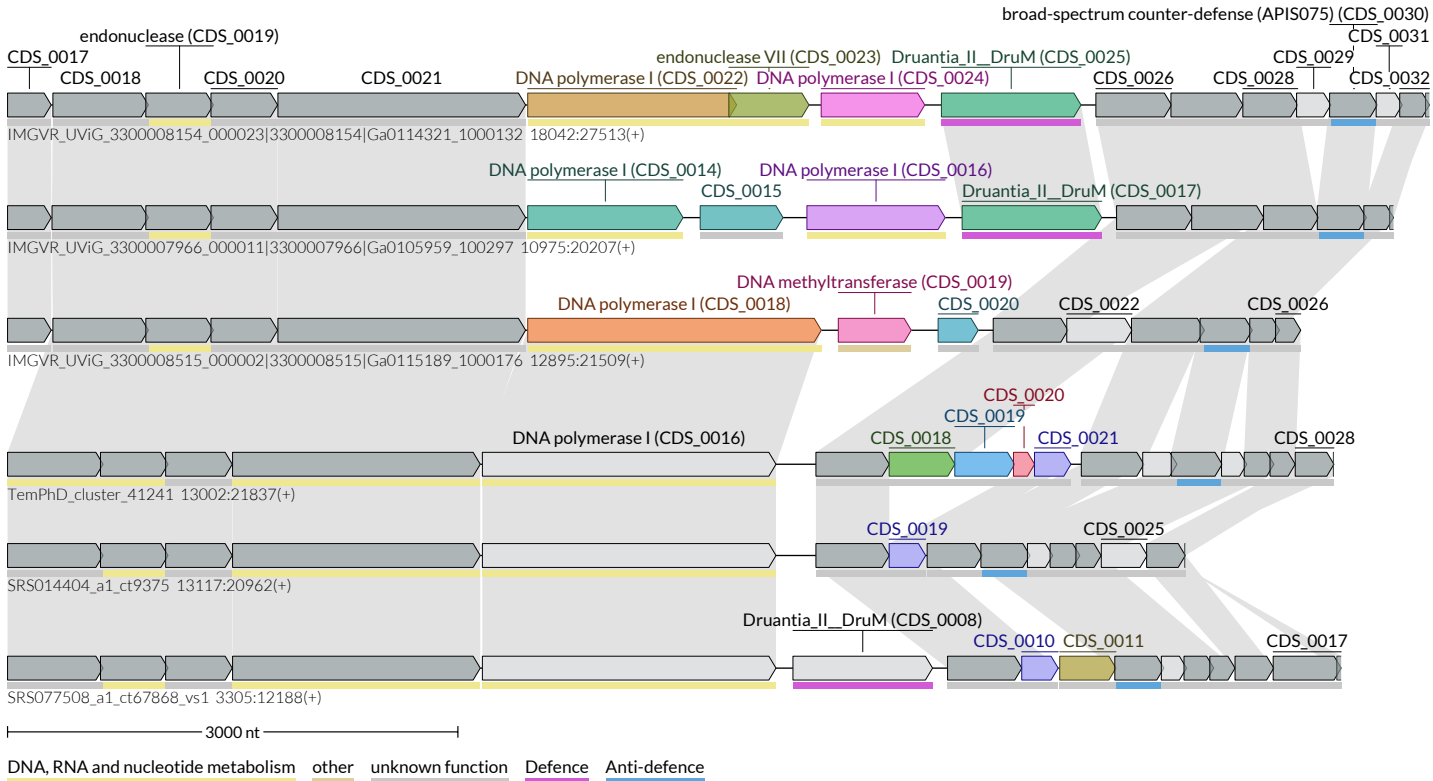 broad-spectrum counter-defense (APIS075) (CDS_0030)
endonuclease (CDS_0019)
CDS_0031
CDS_0017
endonuclease VII (CDS_0023)
Druantia_II__DruM (CDS_0025)
CDS_0029
CDS_0018
CDS_0020
CDS_0021
DNA polymerase I (CDS_0022)
DNA polymerase I (CDS_0024)
CDS_0026
CDS_0028
CDS_0032
IMGVR_UViG_3300008154_000023|3300008154|Ga0114321_1000132 18042:27513(+)
DNA polymerase I (CDS_0014)
DNA polymerase I (CDS_0016)
CDS_0015
Druantia_II__DruM (CDS_0017)
IMGVR_UViG_3300007966_000011|3300007966|Ga0105959_100297 10975:20207(+)
DNA methyltransferase (CDS_0019)
DNA polymerase I (CDS_0018)
CDS_0020
CDS_0022
CDS_0026
IMGVR_UViG_3300008515_000002|3300008515|Ga0115189_1000176 12895:21509(+)
CDS_0020
CDS_0019
DNA polymerase I (CDS_0016)
CDS_0018
CDS_0021
CDS_0028
TemPhD_cluster_41241 13002:21837(+)
CDS_0019
CDS_0025
SRS014404_a1_ct9375 13117:20962(+)
Druantia_II__DruM (CDS_0008)
CDS_0010
CDS_0011
CDS_0017
SRS077508_a1_ct67868_vs1 3305:12188(+)
3000 nt
DNA, RNA and nucleotide metabolism
other
unknown function
Defence
Anti-defence